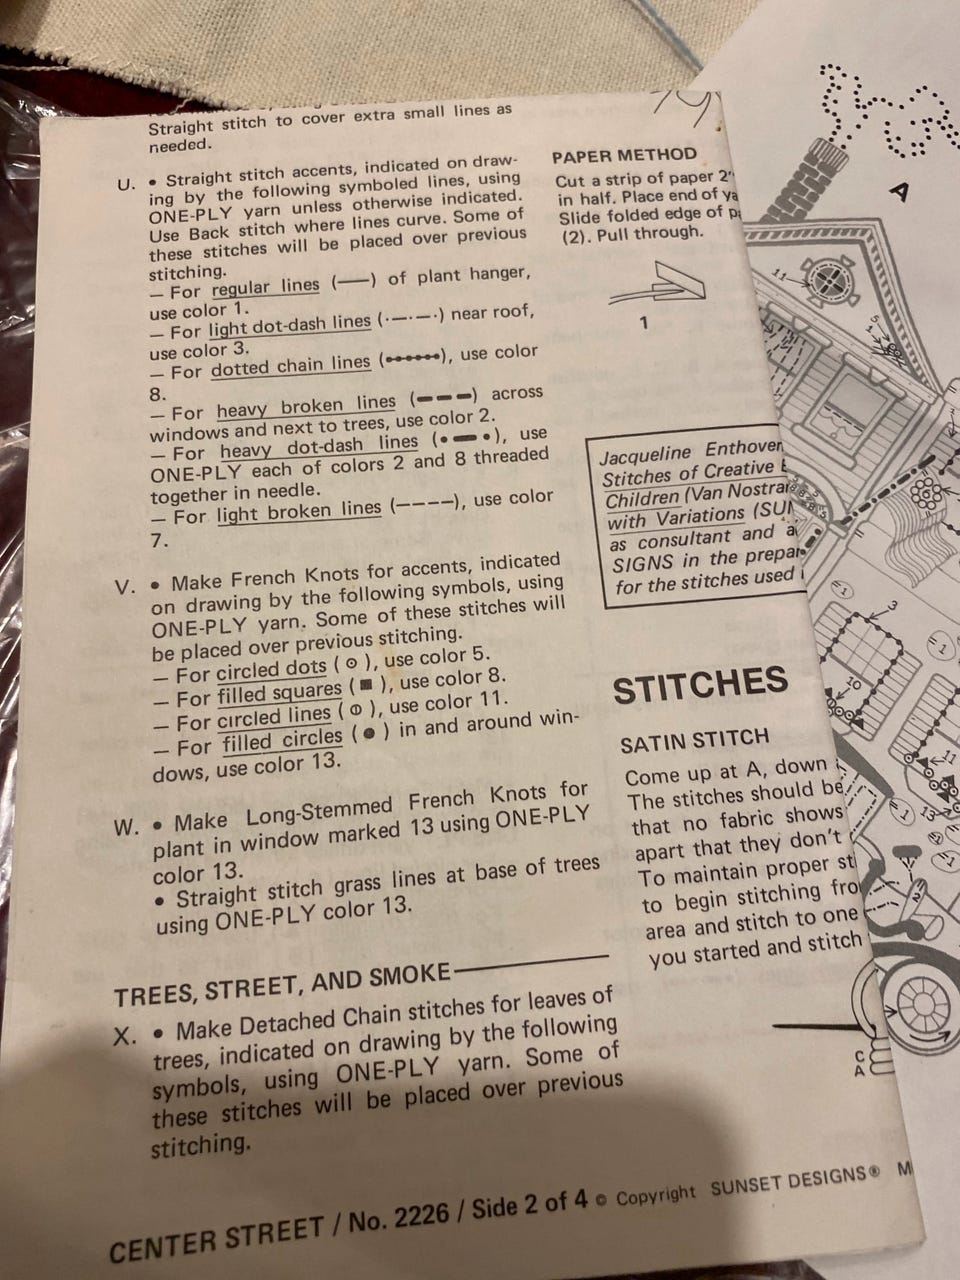 Straight stitch to cover extra small lines as
needed.
U. • Straight stitch accents, indicated on draw-
ing by the following symboled lines, using
ONE-PLY yarn unless otherwise indicated.
Use Back stitch where lines curve. Some of
these stitches will be placed over previous
stitching.
— For regular lines (——) of plant hanger,
use color 1.
— For light dot-dash lines (·—·—·) near roof,
use color 3.
— For dotted chain lines (●●●●●●), use color
8.
— For heavy broken lines (– – –) across
windows and next to trees, use color 2.
— For heavy dot-dash lines (• — •), use
ONE-PLY each of colors 2 and 8 threaded
together in needle.
— For light broken lines (– – – –), use color
7.
V. • Make French Knots for accents, indicated
on drawing by the following symbols, using
ONE-PLY yarn. Some of these stitches will
be placed over previous stitching.
— For circled dots (⊙), use color 5.
— For filled squares (■), use color 8.
— For circled lines (⦶), use color 11.
— For filled circles (●) in and around win-
dows, use color 13.
W. • Make Long-Stemmed French Knots for
plant in window marked 13 using ONE-PLY
color 13.
• Straight stitch grass lines at base of trees
using ONE-PLY color 13.
TREES, STREET, AND SMOKE
X. • Make Detached Chain stitches for leaves of
trees, indicated on drawing by the following
symbols, using ONE-PLY yarn. Some of
these stitches will be placed over previous
stitching.
PAPER METHOD
Cut a strip of paper 2"
in half. Place end of
Slide folded edge of
(2). Pull through.
1
Jacqueline Enthoven
Stitches of Creative
Children (Van
with Variations
as consultant and
SIGNS in the
for the stitches used
STITCHES
SATIN STITCH
Come up at A, down
The stitches should be
that no fabric shows
apart that they don't
To maintain proper
to begin stitching
area and stitch to one
you started and stitch
C
A
CENTER STREET / No. 2226 / Side 2 of 4 © Copyright SUNSET DESIGNS®
A
11
5
1
3
1
10
11
13
1
2